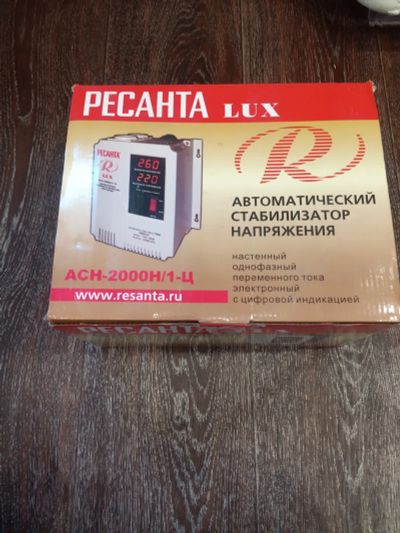 РЕСАНТА LUX
R
РЕСАНТА
LUX
260
220
АВТОМАТИЧЕСКИЙ
СТАБИЛИЗАТОР
НАПРЯЖЕНИЯ
настенный
однофазный
переменного тока
электронный
с цифровой индикацией
АСН-2000Н/1-Ц
www.resanta.ru